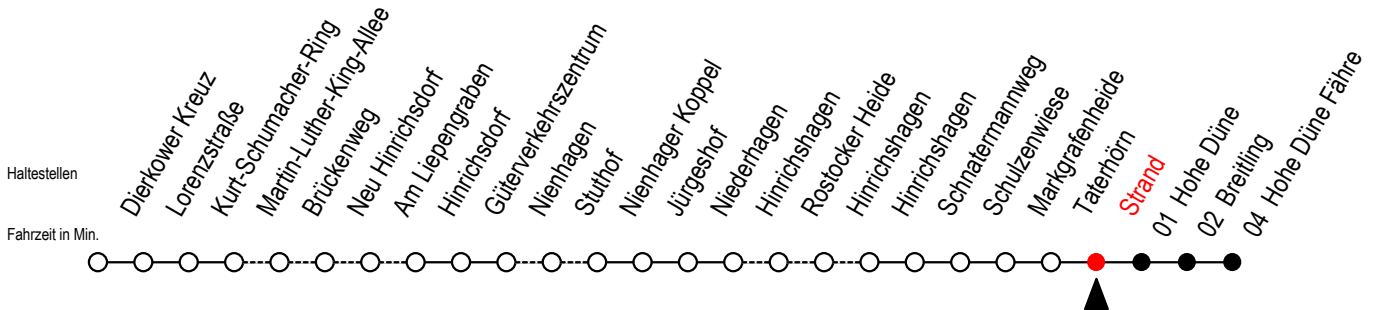 Haltestellen
Dierkower Kreuz
Lorenzstraße
Kurt-Schumacher-Ring
Martin-Luther-King-Allee
Brückenweg
Neu Hinrichsdorf
Am Liepengraben
Hinrichsdorf
Güterverkehrszentrum
Nienhagen
Stuthof
Nienhager Koppel
Jürgeshof
Niederhagen
Hinrichshagen
Rostocker Heide
Hinrichshagen
Hinrichshagen
Schnatermannweg
Schulzenwiese
Markgrafenheide
Taterhörn
Strand
01 Hohe Düne
02 Breitling
04 Hohe Düne Fähre
Fahrzeit in Min.